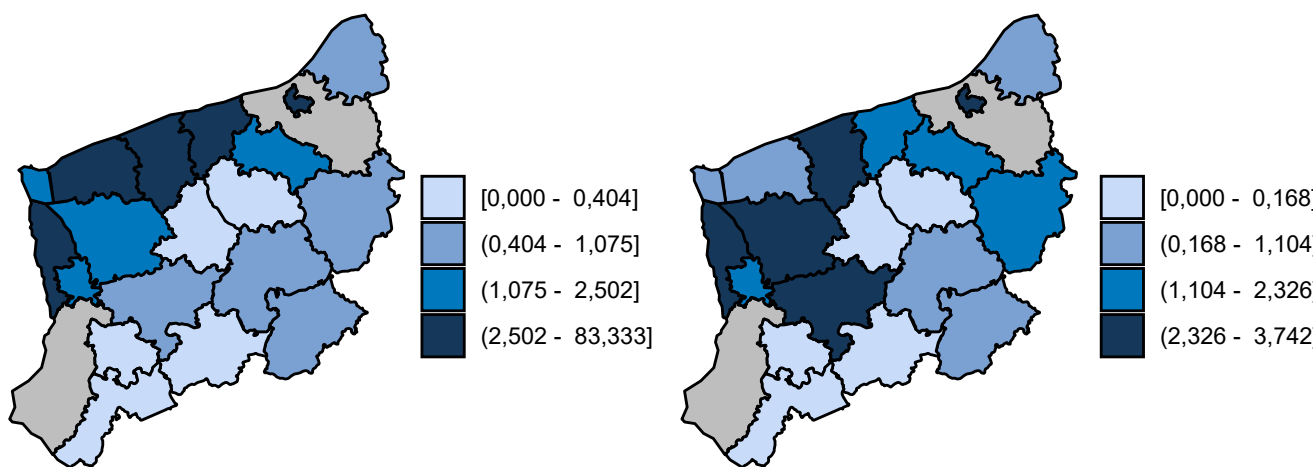 [0,000 - 0,404]
(0,404 - 1,075]
(1,075 - 2,502]
(2,502 - 83,333]
[0,000 - 0,168]
(0,168 - 1,104]
(1,104 - 2,326]
(2,326 - 3,742]